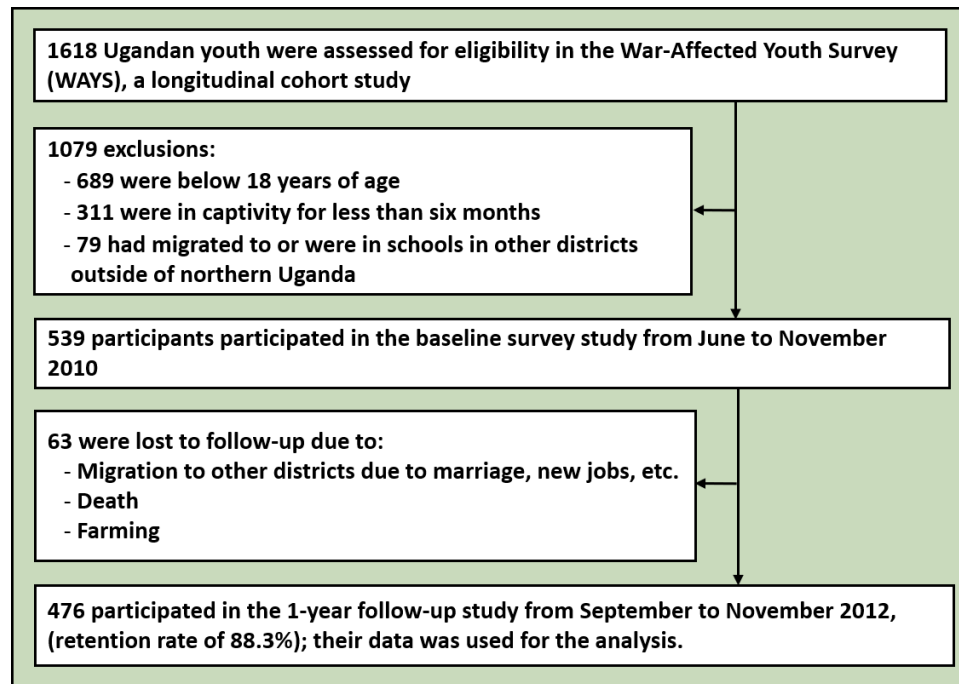 1618 Ugandan youth were assessed for eligibility in the War-Affected Youth Survey
(WAYS), a longitudinal cohort study
1079 exclusions:
- 689 were below 18 years of age
- 311 were in captivity for less than six months
- 79 had migrated to or were in schools in other districts
outside of northern Uganda
539 participants participated in the baseline survey study from June to November
2010
63 were lost to follow-up due to:
- Migration to other districts due to marriage, new jobs, etc.
- Death
- Farming
476 participated in the 1-year follow-up study from September to November 2012,
(retention rate of 88.3%); their data was used for the analysis.